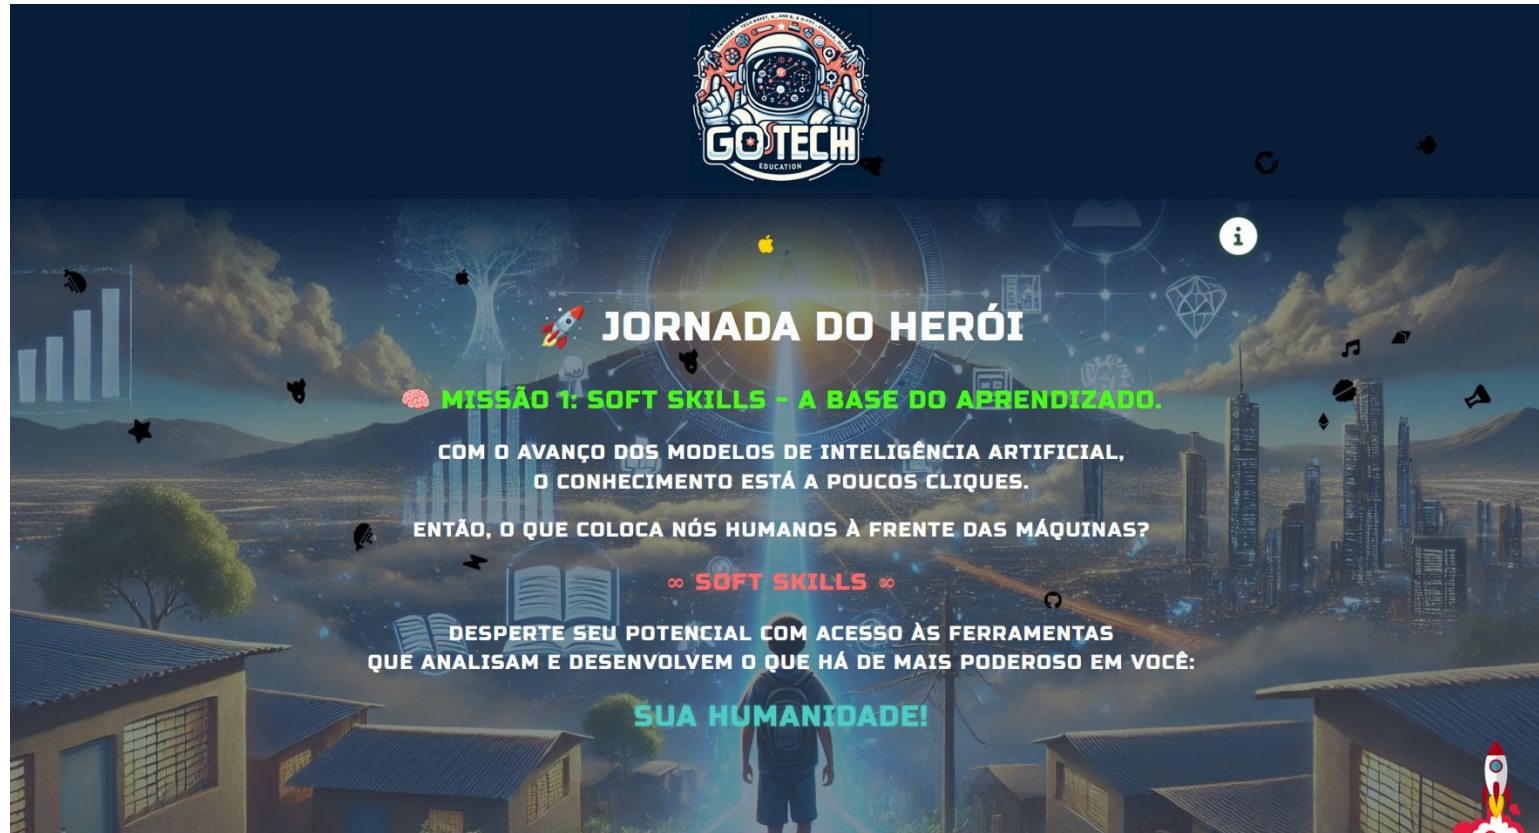 GOSTECH
EDUCATION
JORNADA DO HERÓI
MISSÃO 1: SOFT SKILLS - A BASE DO APRENDIZADO.
COM O AVANÇO DOS MODELOS DE INTELIGÊNCIA ARTIFICIAL,
O CONHECIMENTO ESTÁ A POUCOS CLIQUES.
ENTÃO, O QUE COLOCA NÓS HUMANOS À FRENTE DAS MÁQUINAS?
∞ SOFT SKILLS ∞
DESPERTE SEU POTENCIAL COM ACESSO ÀS FERRAMENTAS
QUE ANALISAM E DESENVOLVEM O QUE HÁ DE MAIS PODEROSO EM VOCÊ:
SUA HUMANIDADE!